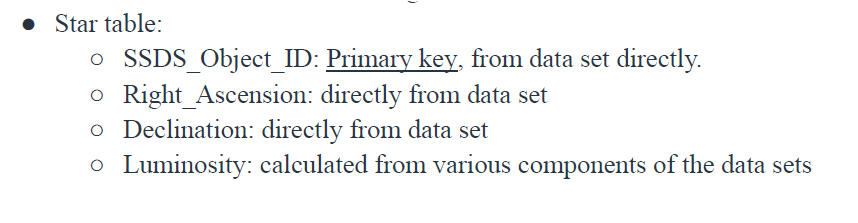 ● Star table:
○ SSDS_Object_ID: Primary key, from data set directly.
○ Right_Ascension: directly from data set
○ Declination: directly from data set
○ Luminosity: calculated from various components of the data sets